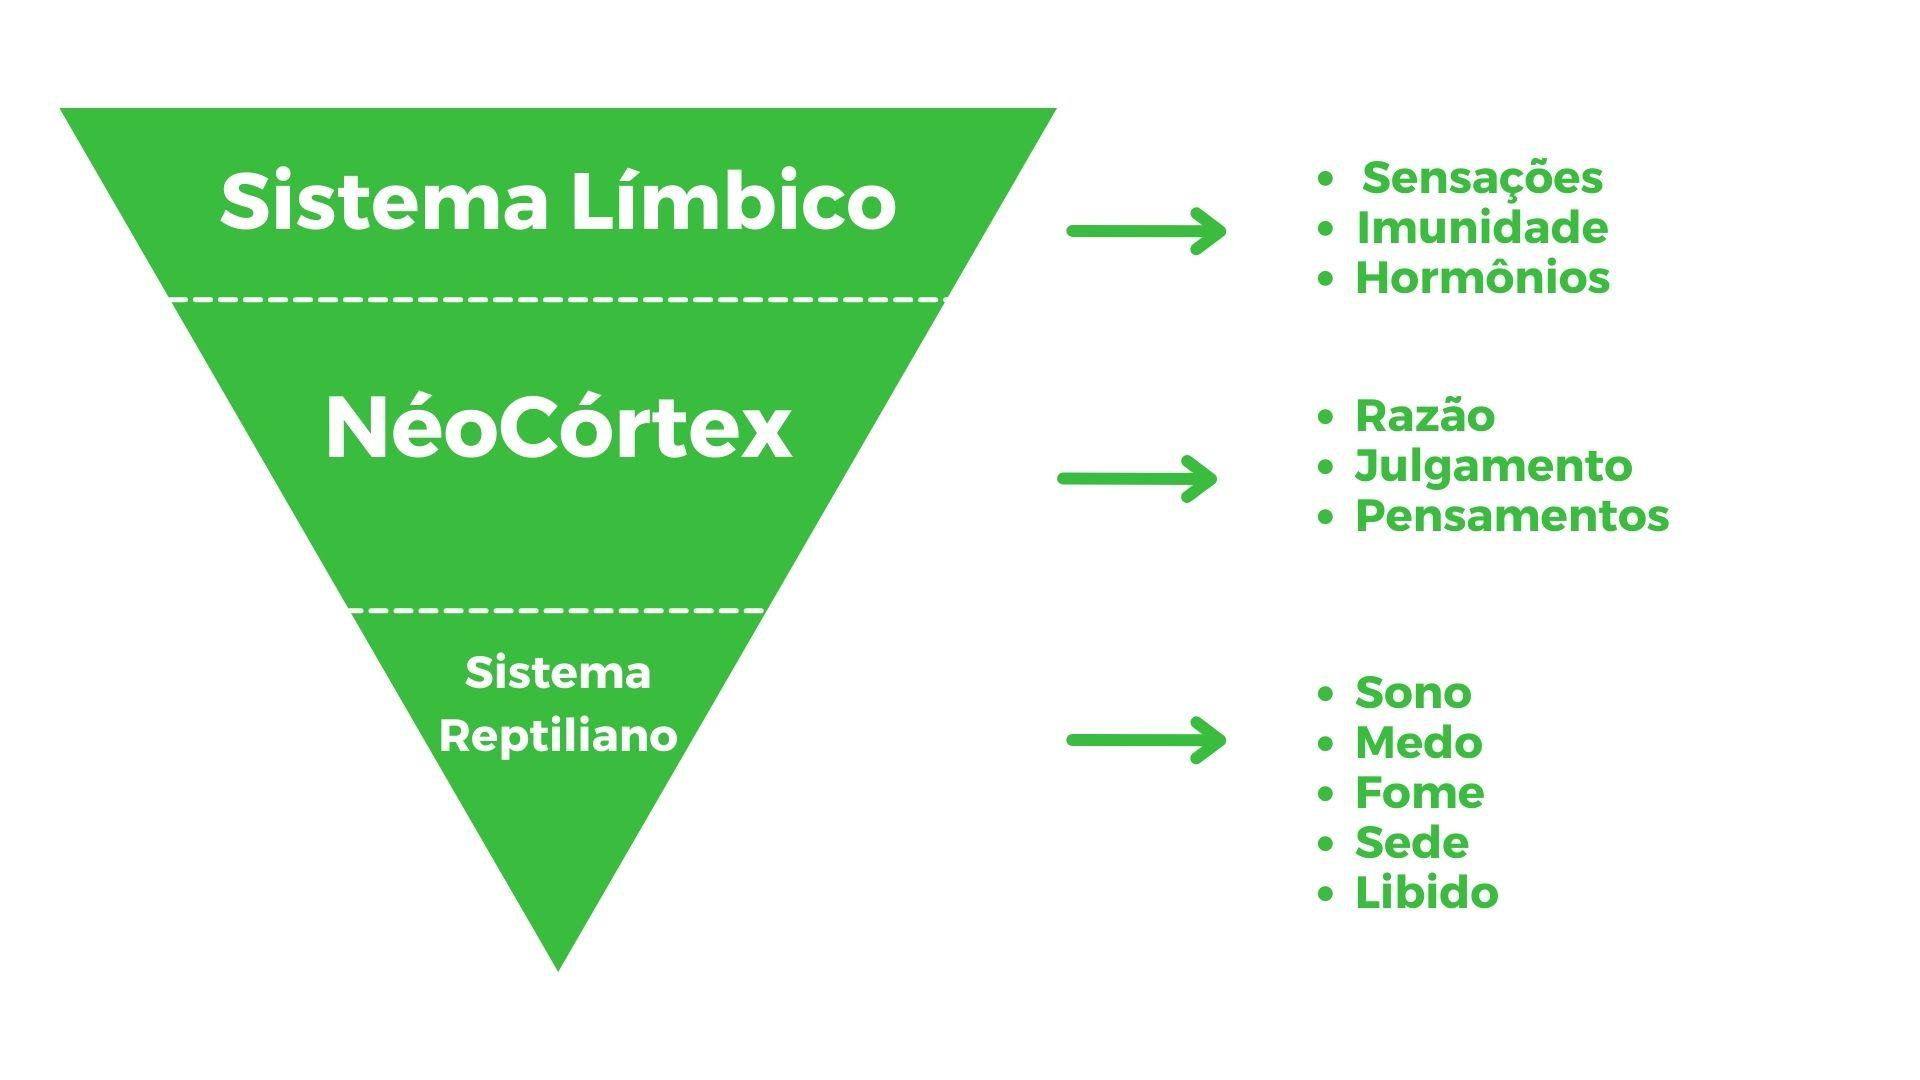 Sistema Límbico
• Sensações
• Imunidade
• Hormônios
NéoCórtex
• Razão
• Julgamento
• Pensamentos
Sistema
Reptiliano
• Sono
• Medo
• Fome
• Sede
• Libido